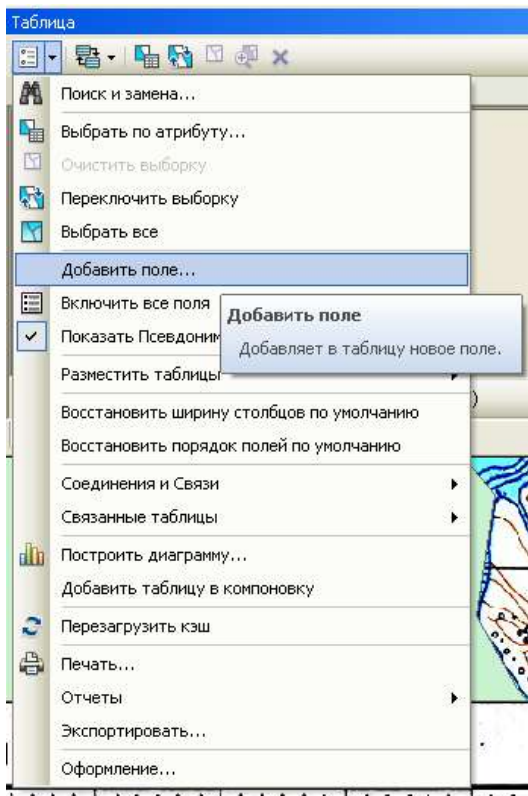 Таблица
Поиск и замена...
Выбрать по атрибуту...
Очистить выборку
Переключить выборку
Выбрать все
Добавить поле...
Включить все поля
Добавить поле
Показать Псевдоним
Добавляет в таблицу новое поле.
Разместить таблицы
)
Восстановить ширину столбцов по умолчанию
Восстановить порядок полей по умолчанию
Соединения и Связи
Связанные таблицы
Построить диаграмму...
Добавить таблицу в компоновку
Перезагрузить кэш
Печать...
Отчеты
Экспортировать...
Оформление...